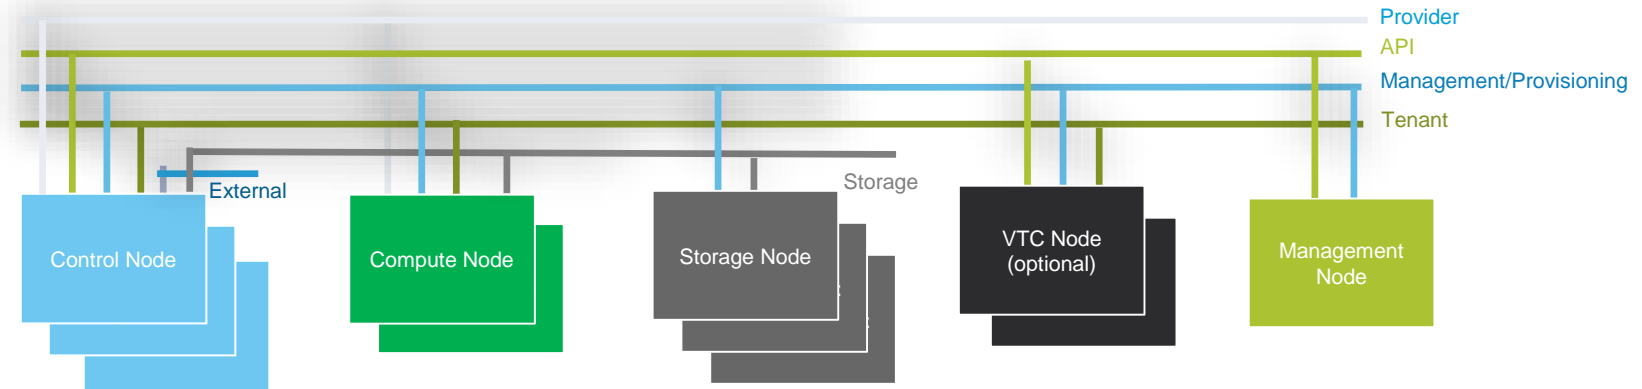 Provider
API
Management/Provisioning
Tenant
External
Storage
Control Node
Compute Node
Storage Node
VTC Node
(optional)
Management
Node